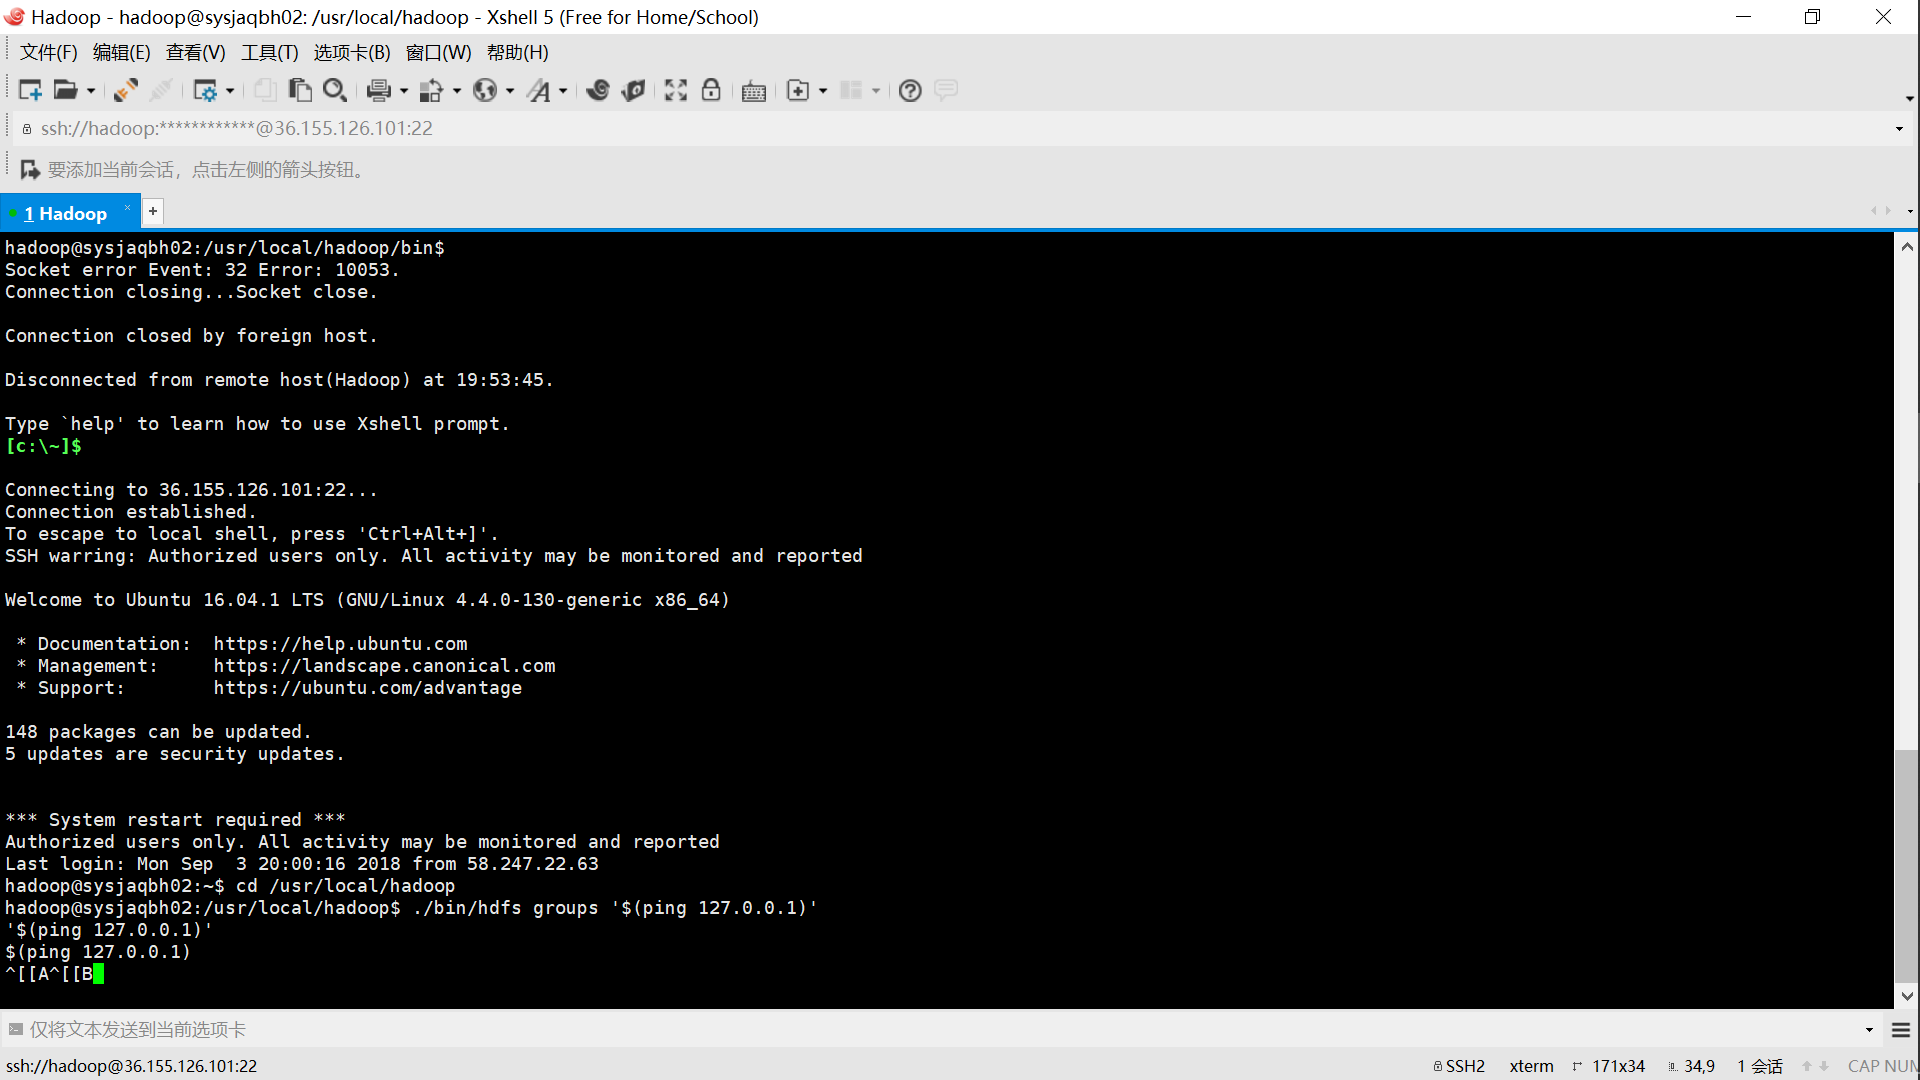 Hadoop - hadoop@sysjaqbh02: /usr/local/hadoop - Xshell 5 (Free for Home/School)
文件(F) 编辑(E) 查看(V) 工具(T) 选项卡(B) 窗口(W) 帮助(H)
ssh://hadoop:************@36.155.126.101:22
要添加当前会话，点击左侧的箭头按钮。
1 Hadoop
hadoop@sysjaqbh02:/usr/local/hadoop/bin$
Socket error Event: 32 Error: 10053.
Connection closing...Socket close.
Connection closed by foreign host.
Disconnected from remote host(Hadoop) at 19:53:45.
Type `help' to learn how to use Xshell prompt.
[c:\~]$
Connecting to 36.155.126.101:22...
Connection established.
To escape to local shell, press 'Ctrl+Alt+]'.
SSH warring: Authorized users only. All activity may be monitored and reported
Welcome to Ubuntu 16.04.1 LTS (GNU/Linux 4.4.0-130-generic x86_64)
* Documentation:  https://help.ubuntu.com
* Management:     https://landscape.canonical.com
* Support:        https://ubuntu.com/advantage
148 packages can be updated.
5 updates are security updates.
*** System restart required ***
Authorized users only. All activity may be monitored and reported
Last login: Mon Sep  3 20:00:16 2018 from 58.247.22.63
hadoop@sysjaqbh02:~$ cd /usr/local/hadoop
hadoop@sysjaqbh02:/usr/local/hadoop$ ./bin/hdfs groups '$(ping 127.0.0.1)'
'$(ping 127.0.0.1)'
$(ping 127.0.0.1)
^[[A^[[B
仅将文本发送到当前选项卡
ssh://hadoop@36.155.126.101:22 SSH2 xterm 171x34 34,9 1 会话 CAP NUM